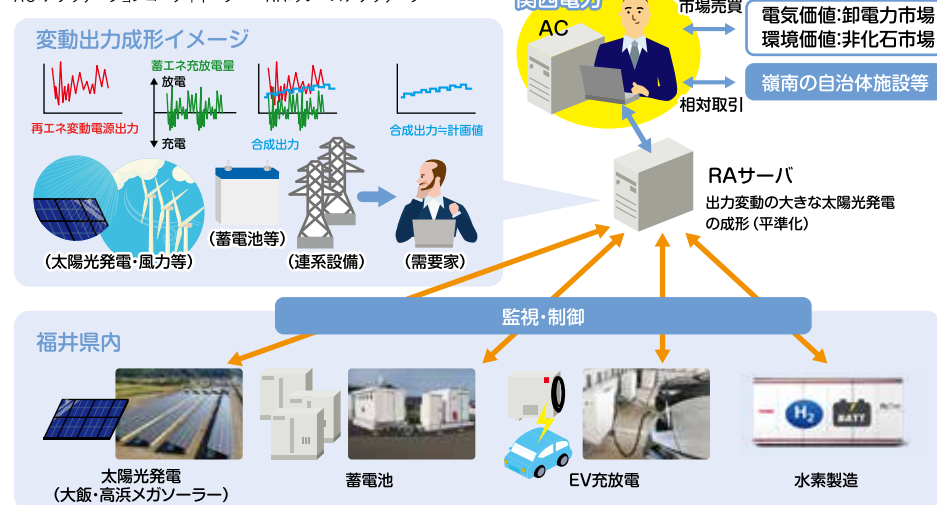 関西電力
AC
市場売買
電気価値:卸電力市場
環境価値:非化石市場
相対取引
嶺南の自治体施設等
変動出力成形イメージ
蓄エネ充放電量
放電
充電
再エネ変動電源出力
合成出力
合成出力≒計画値
(太陽光発電・風力等)
(蓄電池等)
(連系設備)
(需要家)
RAサーバ
出力変動の大きな太陽光発電
の成形(平準化)
監視・制御
福井県内
太陽光発電
(大飯・高浜メガソーラー)
蓄電池
EV充放電
H2
BATT
水素製造